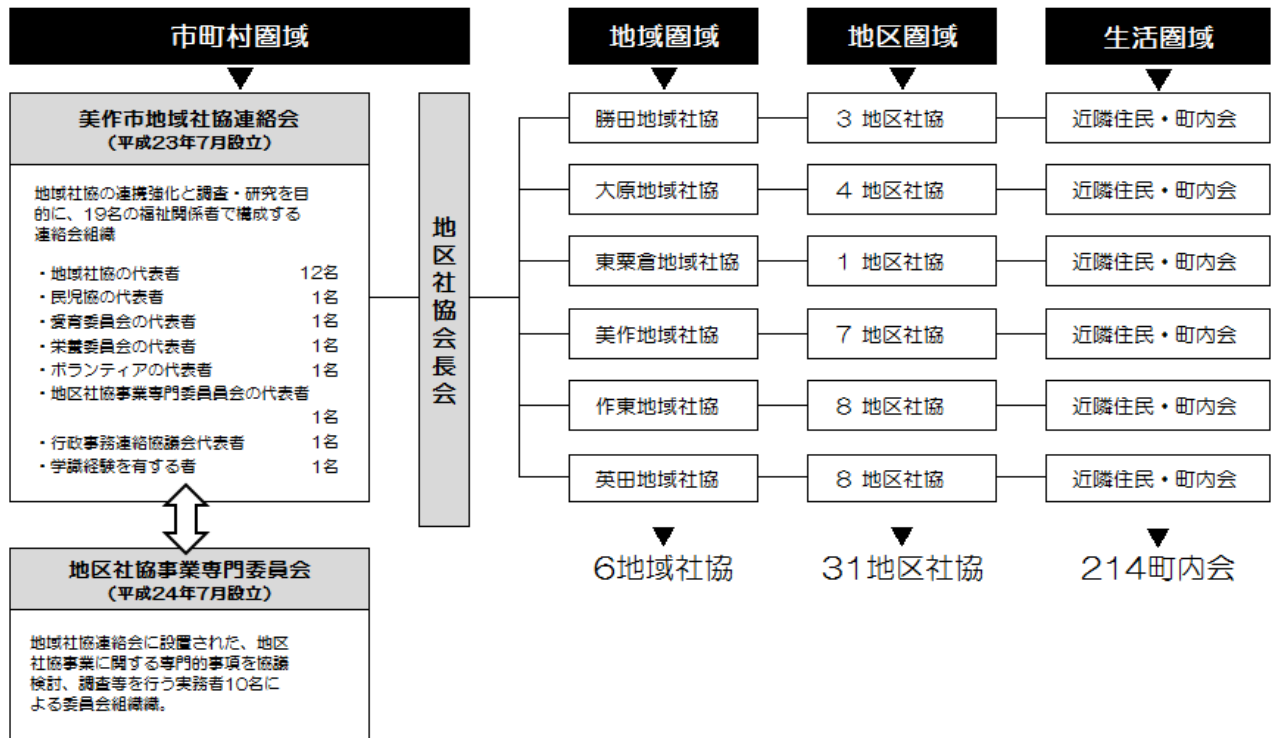 市町村圏域
美作市地域社協連絡会
(平成23年7月設立)
地域社協の連携強化と調査・研究を目
的に、19名の福祉関係者で構成する
連絡会組織
・地域社協の代表者 12名
・民児協の代表者 1名
・愛育委員会の代表者 1名
・栄養委員会の代表者 1名
・ボランティアの代表者 1名
・地区社協事業専門委員員会の代表者
1名
・行政事務連絡協議会代表者 1名
・学識経験を有する者 1名
地区社協事業専門委員会
(平成24年7月設立)
地域社協連絡会に設置された、地区
社協事業に関する専門的事項を協議
検討、調査等を行う実務者10名に
よる委員会組織織。
地区社協会長会
地域圏域
勝田地域社協
大原地域社協
東粟倉地域社協
美作地域社協
作東地域社協
英田地域社協
6地域社協
地区圏域
3 地区社協
4 地区社協
1 地区社協
7 地区社協
8 地区社協
8 地区社協
31地区社協
生活圏域
近隣住民・町内会
近隣住民・町内会
近隣住民・町内会
近隣住民・町内会
近隣住民・町内会
近隣住民・町内会
214町内会